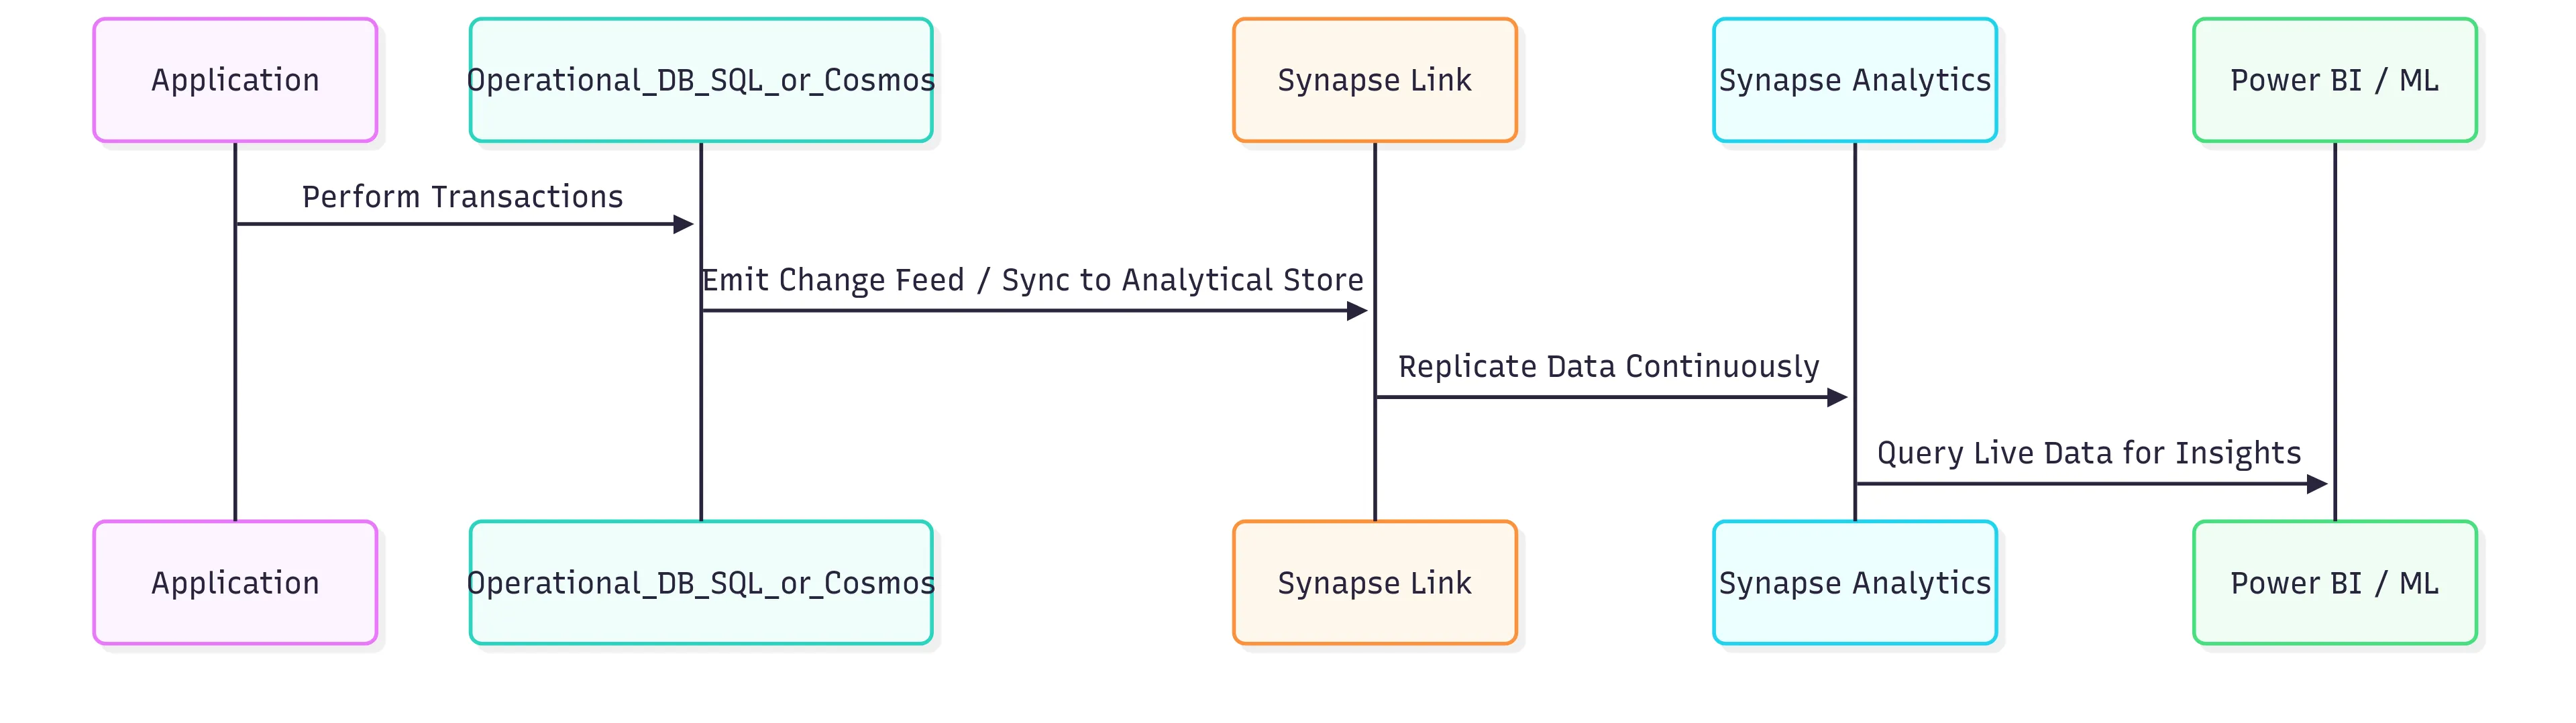 Application
Operational_DB_SQL_or_Cosmos
Synapse Link
Synapse Analytics
Power BI / ML
Perform Transactions
Emit Change Feed / Sync to Analytical Store
Replicate Data Continuously
Query Live Data for Insights
Application
Operational_DB_SQL_or_Cosmos
Synapse Link
Synapse Analytics
Power BI / ML